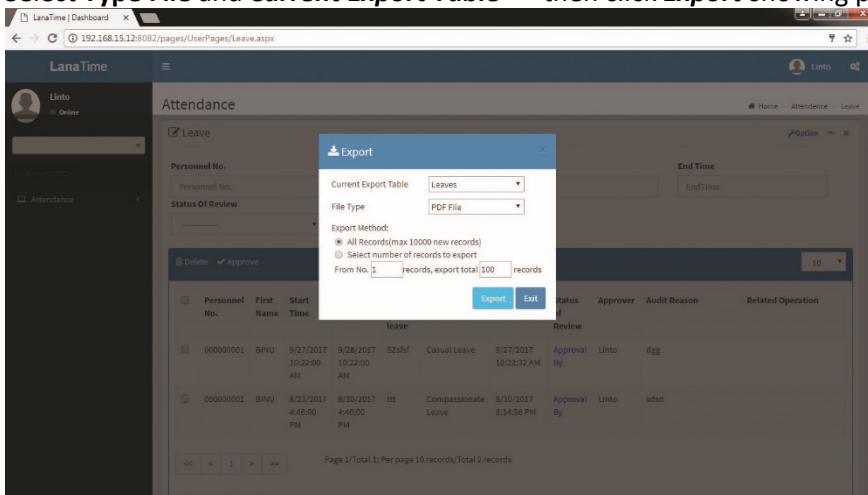 Select Type File and Current Export Table then click Export
LanaTime | Dashboard
192.168.15.12:8082/pages/UserPages/Leave.aspx
LanaTime
Linto
Linto
Online
Attendance
Home > Attendence > Leave
Leave
Option
Export
Personnel No.
End Time
Current Export Table
Leaves
Personnel No.
EndTime
Attendance
Status Of Review
File Type
PDF File
Export Method:
All Records(max 10000 new records)
Select number of records to export
From No. 1 records, export total 100 records
Delete Approve
10
Export Exit
Personnel No. First Name Start Time leave Status of Review Approver Audit Reason Related Operation
000000001 BINU 9/27/2017 10:22:00 AM 9/28/2017 10:22:00 AM SZsfsf Casual Leave 9/27/2017 10:23:32 AM Approval By Linto dgg
000000001 BINU 8/23/2017 4:46:00 PM 8/30/2017 4:46:00 PM ttt Compassionate Leave 8/10/2017 6:14:38 PM Approval By Linto sdsd
<< < 1 > >> Page 1/Total 1; Per page 10 records/Total 2 records